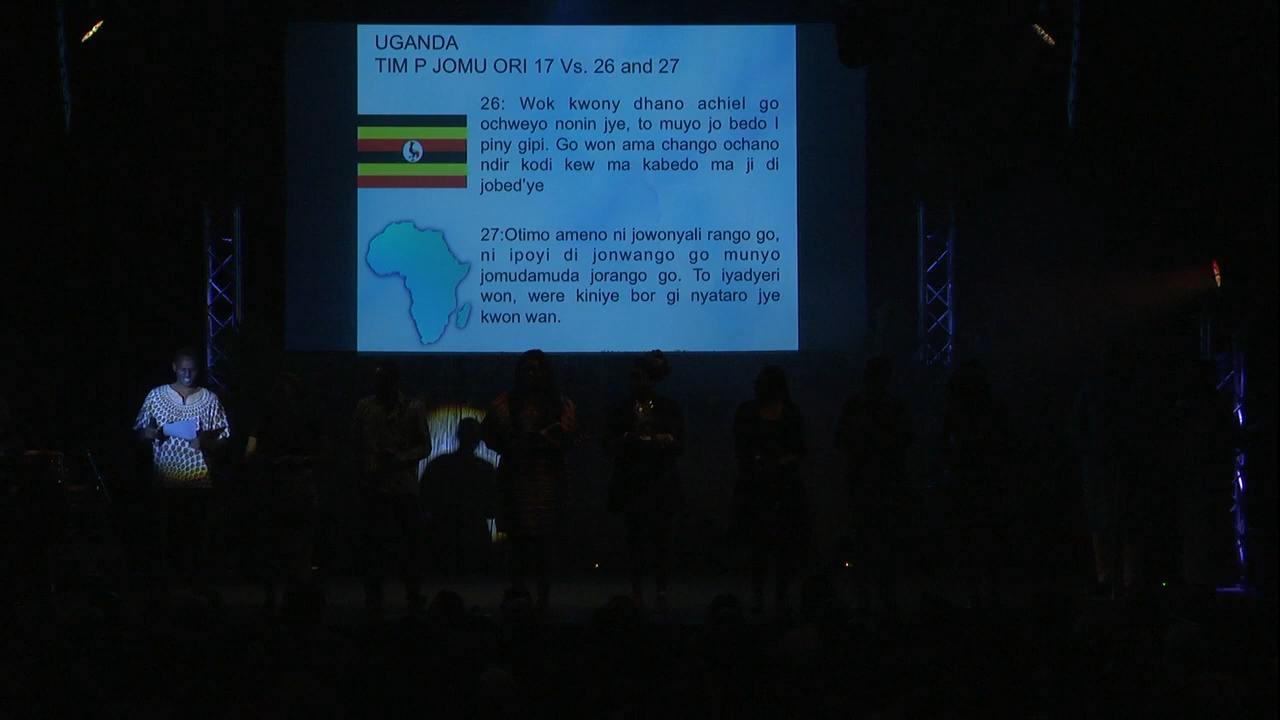 UGANDA
TIM P JOMU ORI 17 Vs. 26 and 27
26: Wok kwony dhano achiel go
ochweyo nonin jye, to muyo jo bedo I
piny gipi. Go won ama chango ochano
ndir kodi kew ma kabedo ma ji di
jobed'ye
27:Otimo ameno ni jowonyali rango go,
ni ipoyi di jonwango go munyo
jomudamuda jorango go. To iyadyeri
won, were kiniye bor gi nyataro jye
kwon wan.